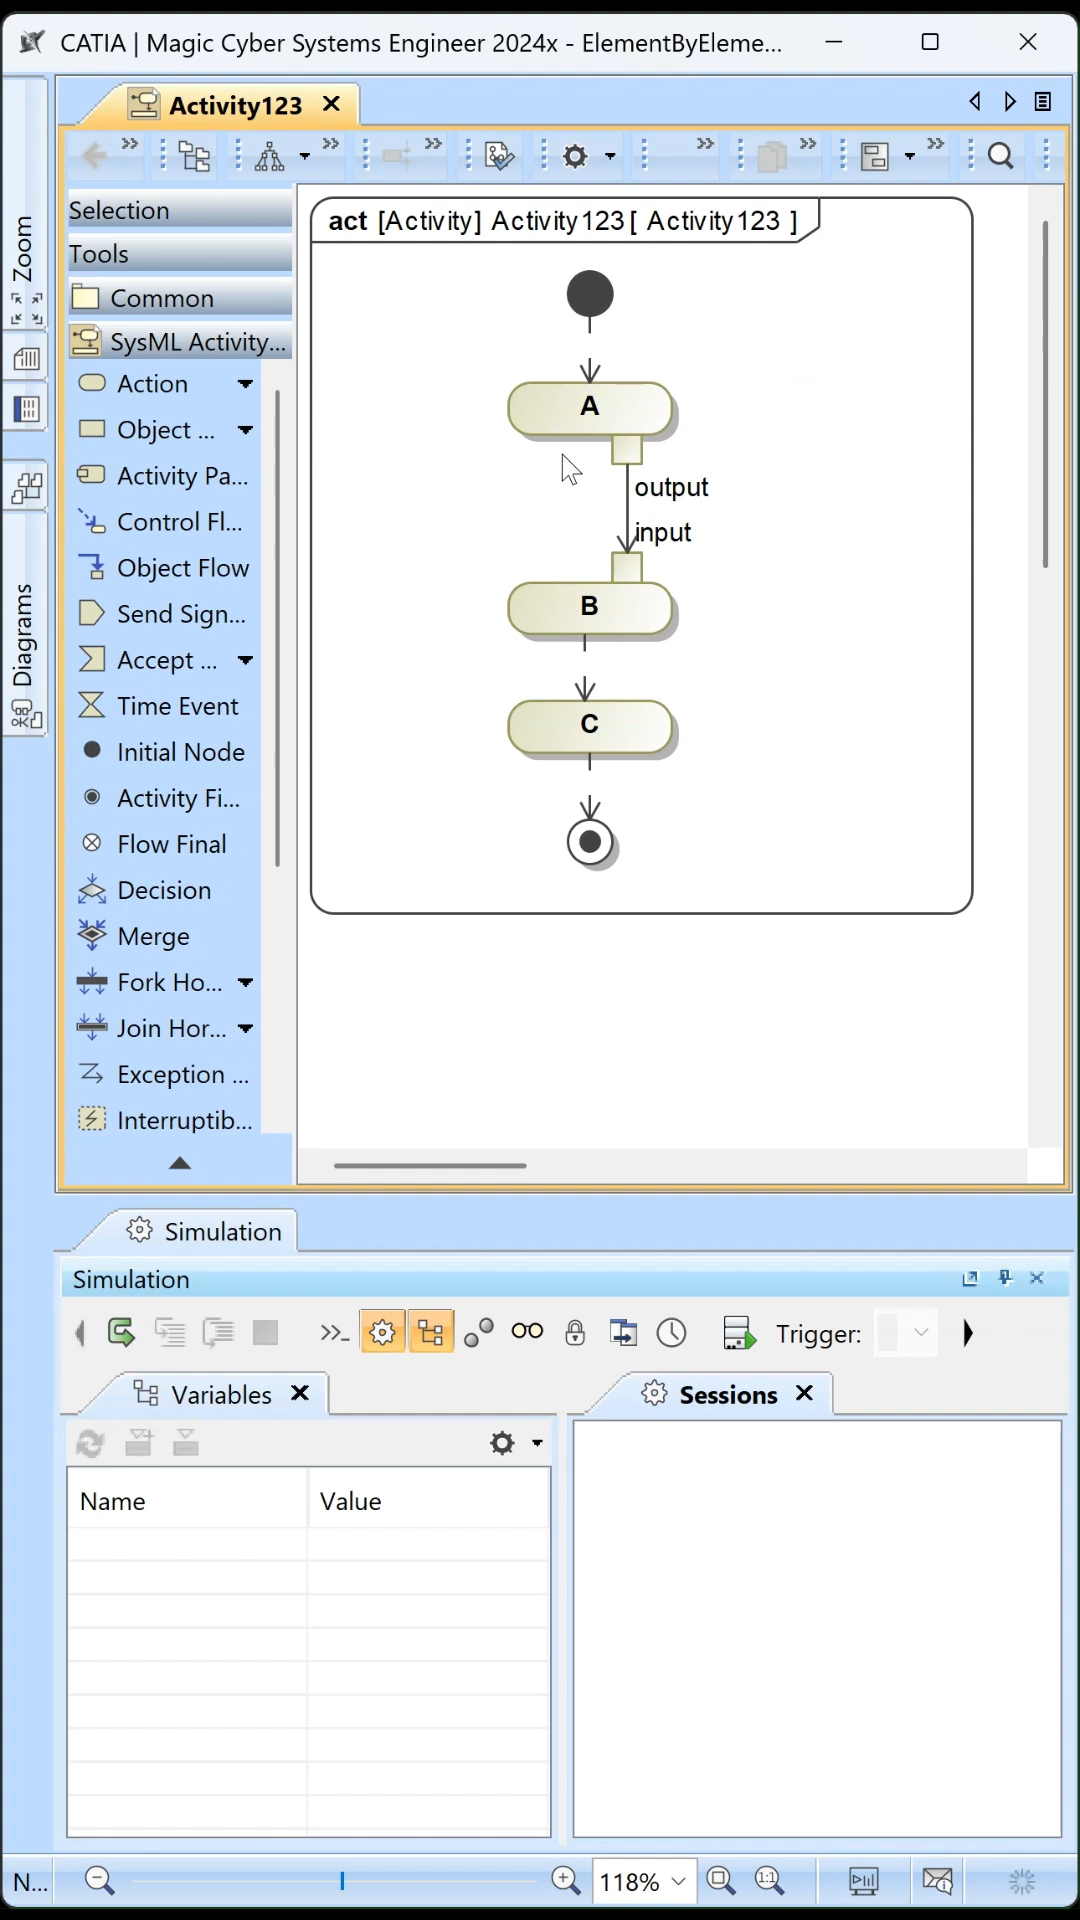 CATIA | Magic Cyber Systems Engineer 2024x - ElementByEleme...
Activity123
Zoom
Diagrams
Selection
Tools
Common
SysML Activity...
Action
Object ...
Activity Pa...
Control Fl...
Object Flow
Send Sign...
Accept ...
Time Event
Initial Node
Activity Fi...
Flow Final
Decision
Merge
Fork Ho...
Join Hor...
Exception ...
Interruptib...
act [Activity] Activity123[ Activity123 ]
A
output
input
B
C
Simulation
Simulation
Trigger:
Variables
Sessions
Name
Value
N...
118%
1:1